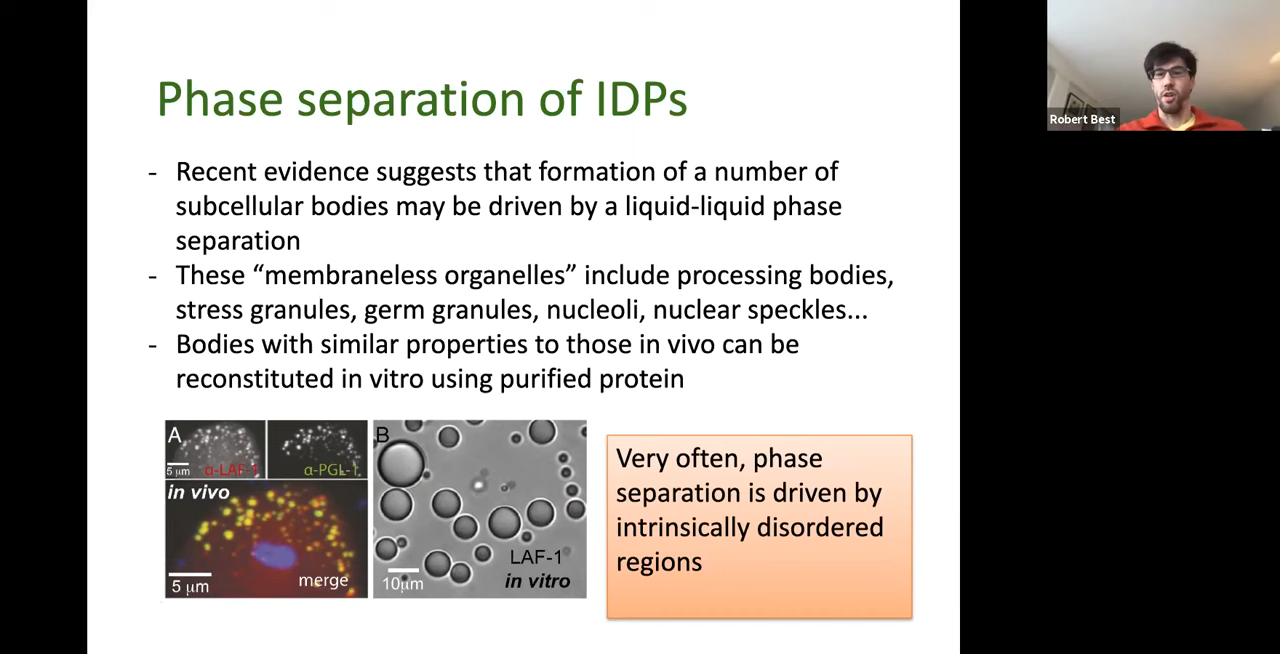 Phase separation of IDPs
- Recent evidence suggests that formation of a number of
subcellular bodies may be driven by a liquid-liquid phase
separation
- These “membraneless organelles” include processing bodies,
stress granules, germ granules, nucleoli, nuclear speckles...
- Bodies with similar properties to those in vivo can be
reconstituted in vitro using purified protein
A
5 μm
α-LAF-1
α-PGL-1
in vivo
5 μm
merge
B
LAF-1
10μm
in vitro
Very often, phase
separation is driven by
intrinsically disordered
regions
Robert Best